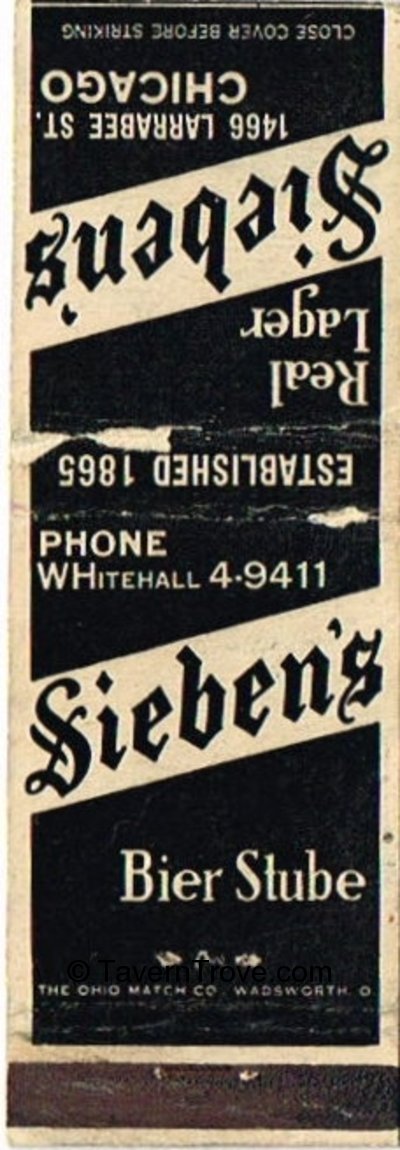 CLOSE COVER BEFORE STRIKING
1466 LARRABEE ST.
CHICAGO
Sieben's
Real
Lager
ESTABLISHED 1865
PHONE
WHITEHALL 4-9411
Sieben's
Bier Stube
© TavernTrove.com
THE OHIO MATCH CO. WADSWORTH, O.